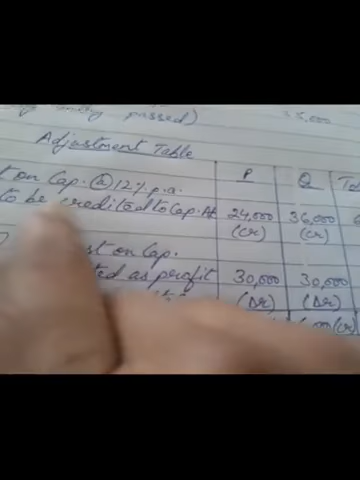 passed)
Adjustment Table
P Q
t on Cap. @ 12% p.a.
to be credited to Cap. A/c 24,000 36,000
(Cr) (Cr)
st on Cap.
ted as profit 30,000 30,000
(Dr) (Dr)
(Cr)